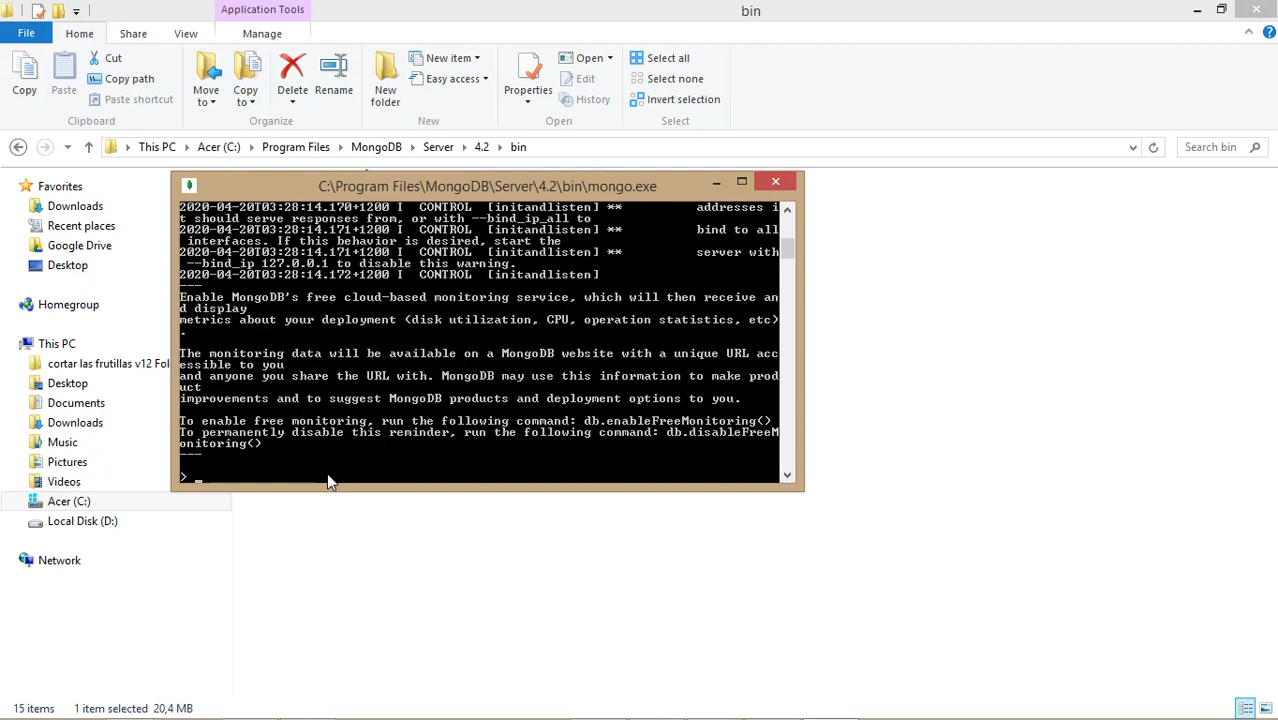 Application Tools
bin
File
Home
Share
View
Manage
Copy
Paste
Cut
Copy path
Paste shortcut
Clipboard
Move to
Copy to
Delete
Rename
Organize
New folder
New item
Easy access
New
Properties
Open
Edit
History
Open
Select all
Select none
Invert selection
Select
This PC
Acer (C:)
Program Files
MongoDB
Server
4.2
bin
Search bin
Favorites
Downloads
Recent places
Google Drive
Desktop
Homegroup
This PC
cortar las frutillas v12 Fol
Desktop
Documents
Downloads
Music
Pictures
Videos
Acer (C:)
Local Disk (D:)
Network
C:\Program Files\MongoDB\Server\4.2\bin\mongo.exe
2020-04-20T03:28:14.170+1200 I  CONTROL  [initandlisten] **          addresses i
t should serve responses from, or with --bind_ip_all to
2020-04-20T03:28:14.171+1200 I  CONTROL  [initandlisten] **          bind to all
 interfaces. If this behavior is desired, start the
2020-04-20T03:28:14.171+1200 I  CONTROL  [initandlisten] **          server with
 --bind_ip 127.0.0.1 to disable this warning.
2020-04-20T03:28:14.172+1200 I  CONTROL  [initandlisten]
---
Enable MongoDB's free cloud-based monitoring service, which will then receive an
d display
metrics about your deployment (disk utilization, CPU, operation statistics, etc)
.
The monitoring data will be available on a MongoDB website with a unique URL acc
essible to you
and anyone you share the URL with. MongoDB may use this information to make prod
uct
improvements and to suggest MongoDB products and deployment options to you.
To enable free monitoring, run the following command: db.enableFreeMonitoring()
To permanently disable this reminder, run the following command: db.disableFreeM
onitoring()
---
> _
15 items
1 item selected 20,4 MB